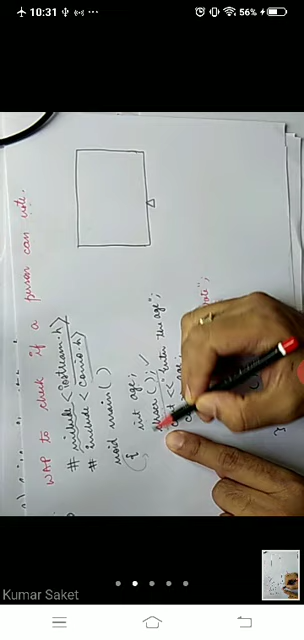 10:31
56%
WAP to check if a person can vote.
# include <iostream.h>
# include <conio.h>
void main()
{ int age;
clrscr();
<< "Enter the age";
vote";
Kumar Saket